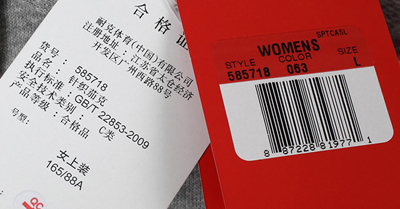 合格证
耐克体育(中国)有限公司
注册地址:江苏省太仓经济
开发区广州西路88号
货号: 585718
品名: 针织茄克
执行标准: GB/T 22853-2009
安全技术类别: C类
产品等级: 合格品
号型:
女上装
165/88A
QC
SPTCASL
WOMENS
STYLE COLOR SIZE
585718 063 L
8 87228 81977 1